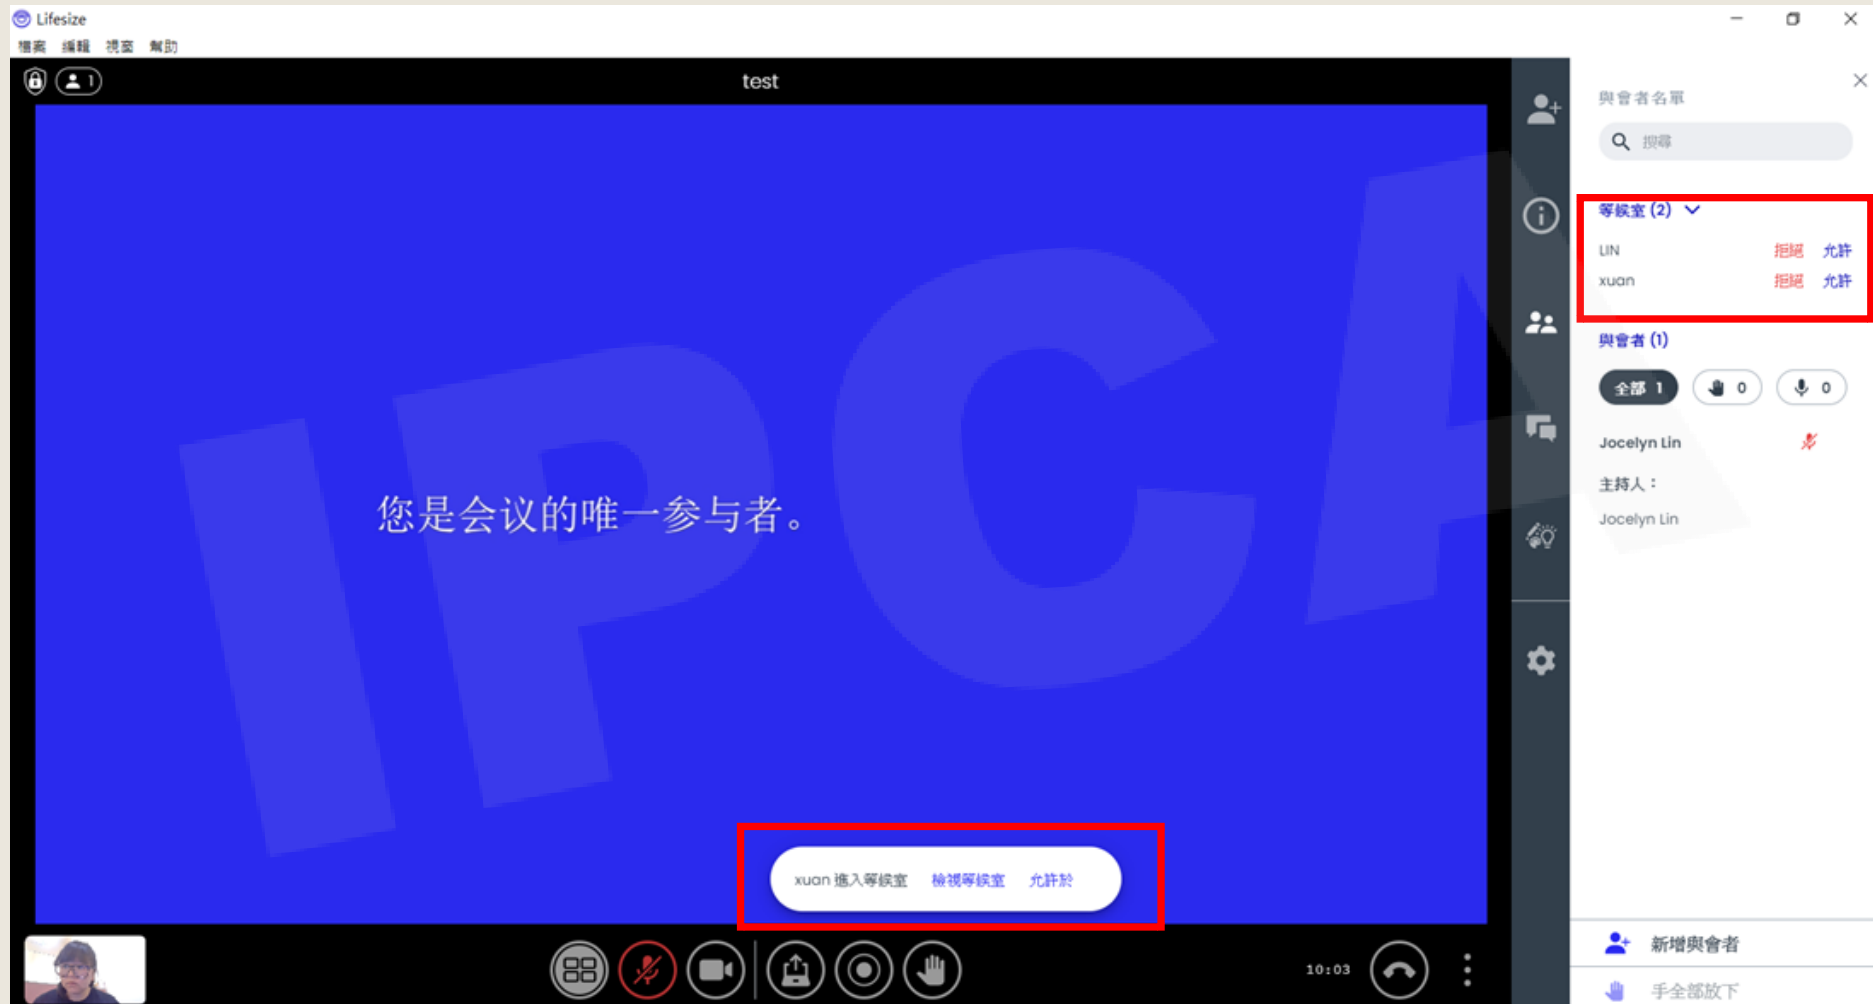 Lifesize
檔案 編輯 視窗 幫助
1
test
您是会议的唯一参与者。
IPCA
xuan 進入等候室 檢視等候室 允許於
10:03
與會者名單
搜尋
等候室 (2)
LIN 拒絕 允許
xuan 拒絕 允許
與會者 (1)
全部 1 0 0
Jocelyn Lin
主持人：
Jocelyn Lin
新增與會者
手全部放下